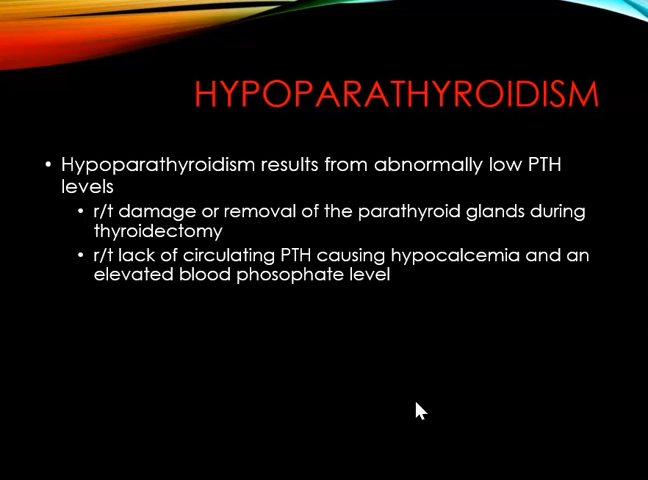 HYPOPARATHYROIDISM
• Hypoparathyroidism results from abnormally low PTH
levels
• r/t damage or removal of the parathyroid glands during
thyroidectomy
• r/t lack of circulating PTH causing hypocalcemia and an
elevated blood phosophate level